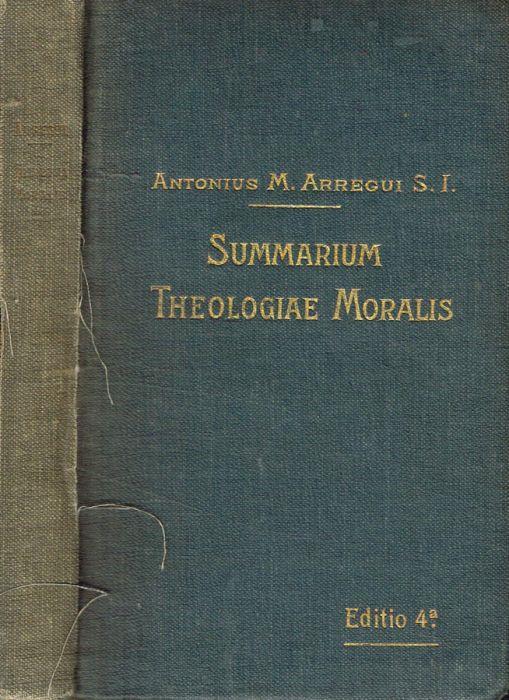 ANTONIUS M. ARREGUI S. I.
SUMMARIUM
THEOLOGIAE MORALIS
Editio 4ª.